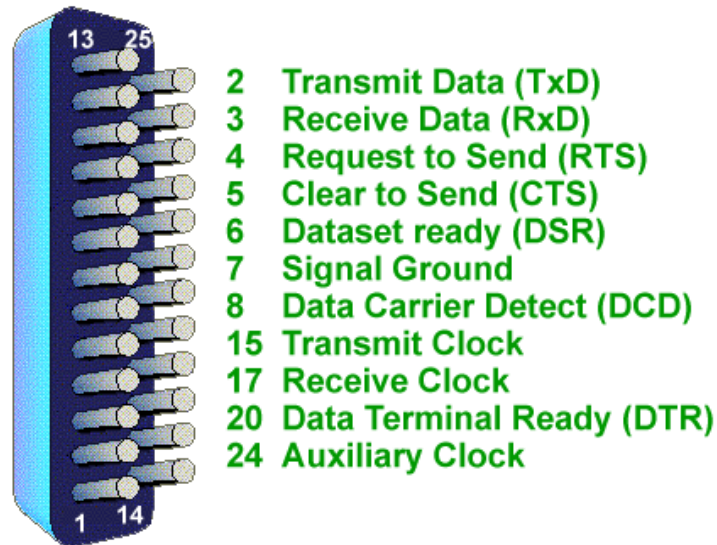 13 25
2 Transmit Data (TxD)
3 Receive Data (RxD)
4 Request to Send (RTS)
5 Clear to Send (CTS)
6 Dataset ready (DSR)
7 Signal Ground
8 Data Carrier Detect (DCD)
15 Transmit Clock
17 Receive Clock
20 Data Terminal Ready (DTR)
24 Auxiliary Clock
1 14